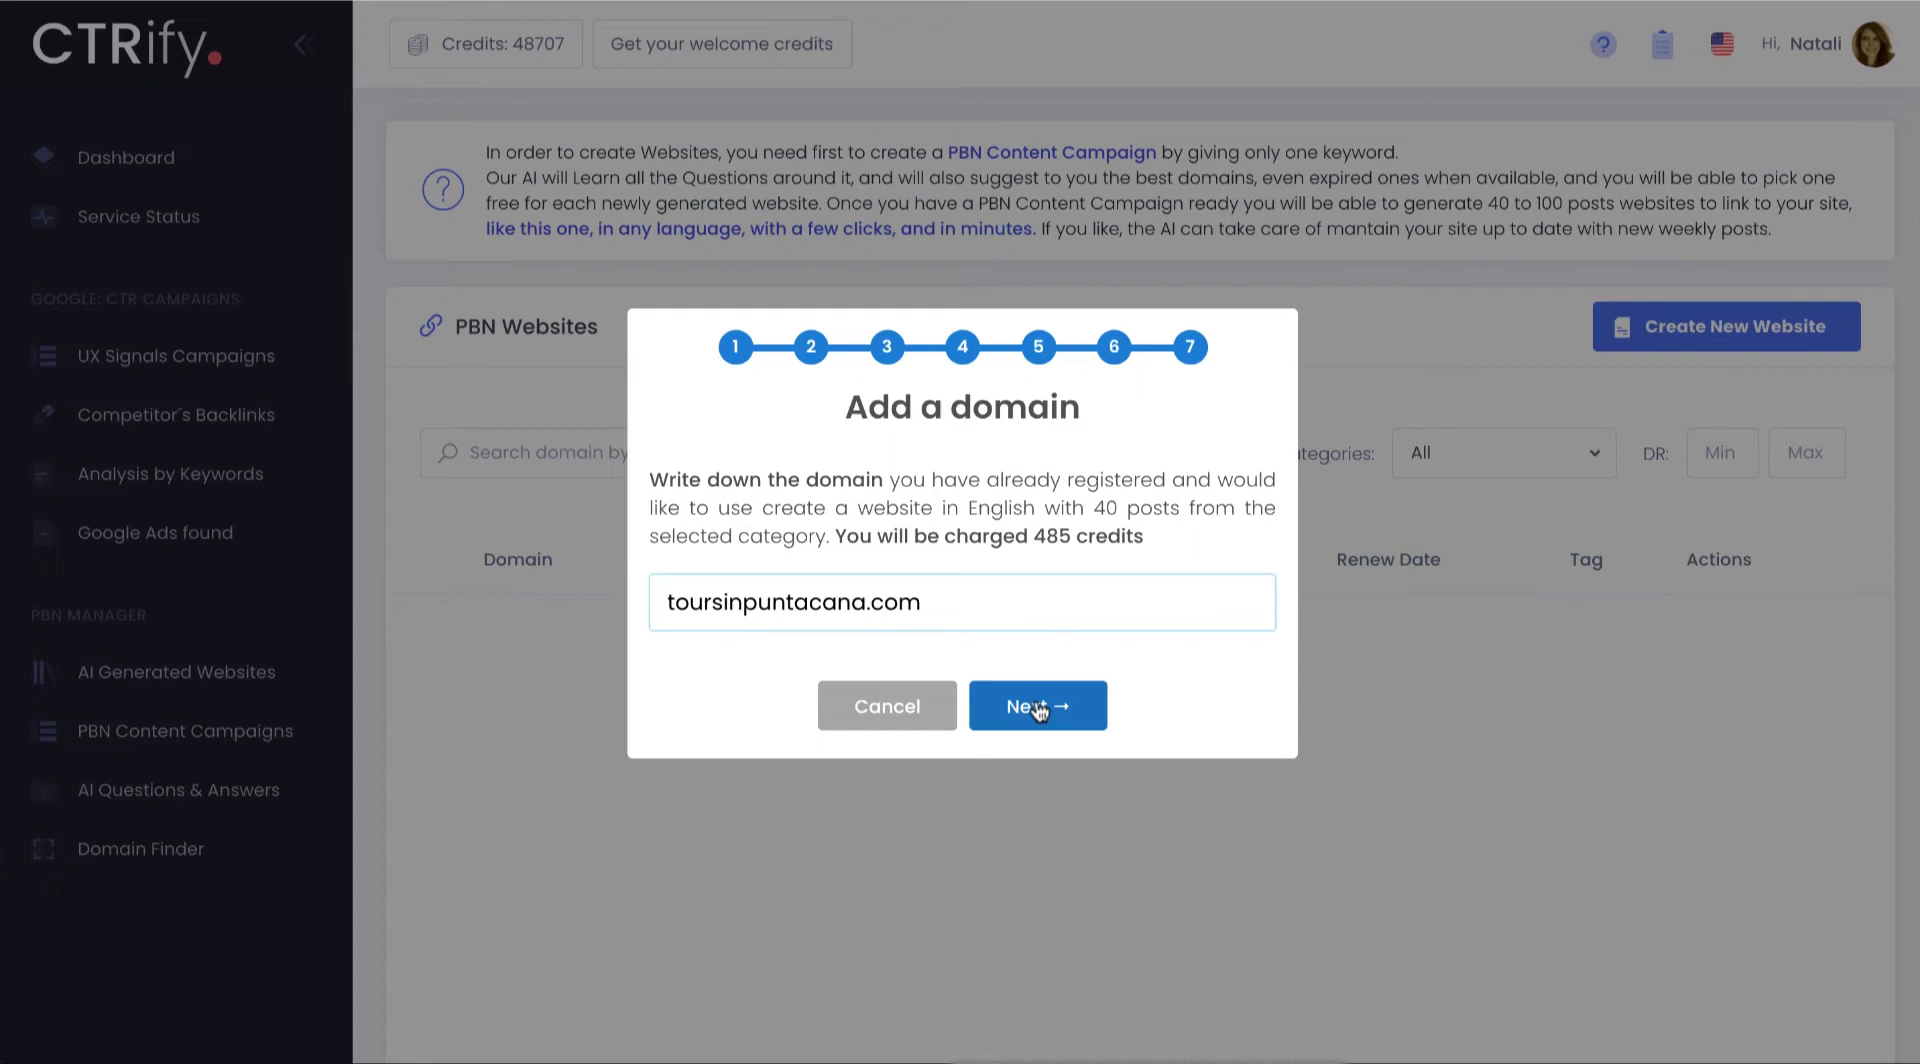 CTRify.
Credits: 48707
Get your welcome credits
?
Hi, Natali
Dashboard
Service Status
GOOGLE: CTR CAMPAIGNS
UX Signals Campaigns
Competitor´s Backlinks
Analysis by Keywords
Google Ads found
PBN MANAGER
AI Generated Websites
PBN Content Campaigns
AI Questions & Answers
Domain Finder
?
In order to create Websites, you need first to create a PBN Content Campaign by giving only one keyword.
Our AI will Learn all the Questions around it, and will also suggest to you the best domains, even expired ones when available, and you will be able to pick one
free for each newly generated website. Once you have a PBN Content Campaign ready you will be able to generate 40 to 100 posts websites to link to your site,
like this one, in any language, with a few clicks, and in minutes. If you like, the AI can take care of mantain your site up to date with new weekly posts.
PBN Websites
Create New Website
Search domain by
tegories:
All
DR:
Min
Max
Domain
Renew Date
Tag
Actions
1 2 3 4 5 6 7
Add a domain
Write down the domain you have already registered and would
like to use create a website in English with 40 posts from the
selected category. You will be charged 485 credits
toursinpuntacana.com
Cancel
Next →